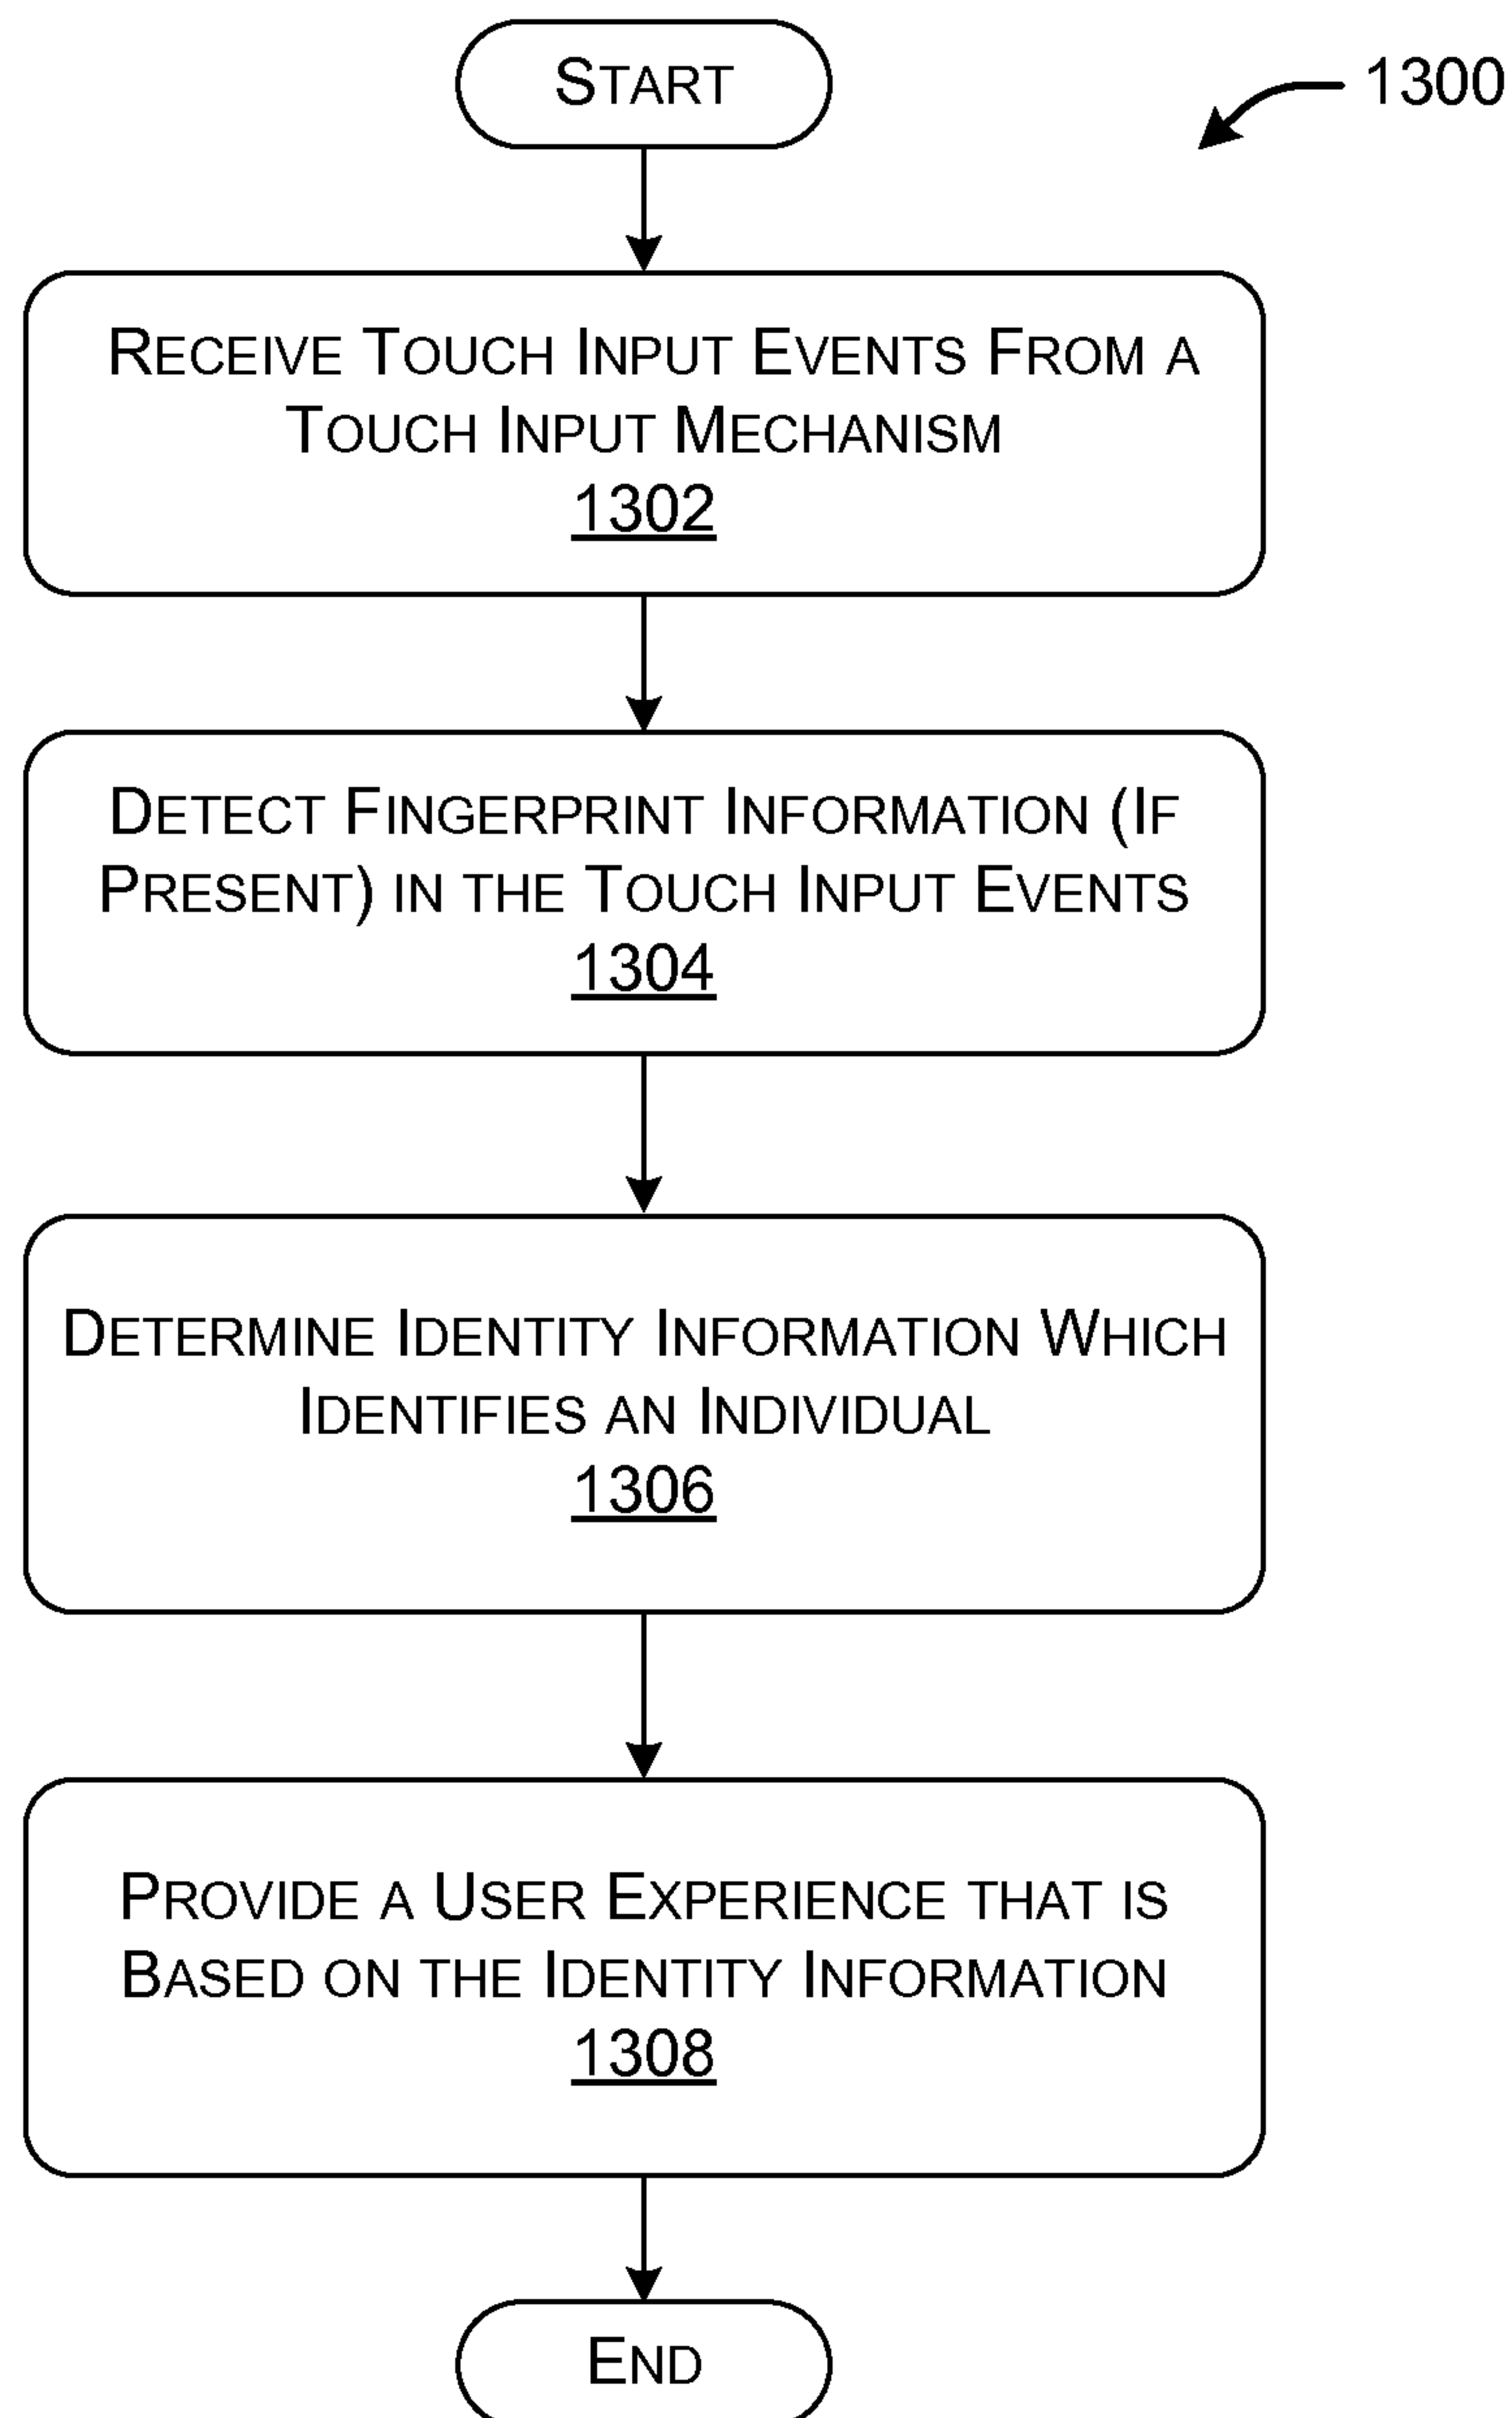 START
1300
RECEIVE TOUCH INPUT EVENTS FROM A
TOUCH INPUT MECHANISM
1302
DETECT FINGERPRINT INFORMATION (IF
PRESENT) IN THE TOUCH INPUT EVENTS
1304
DETERMINE IDENTITY INFORMATION WHICH
IDENTIFIES AN INDIVIDUAL
1306
PROVIDE A USER EXPERIENCE THAT IS
BASED ON THE IDENTITY INFORMATION
1308
END